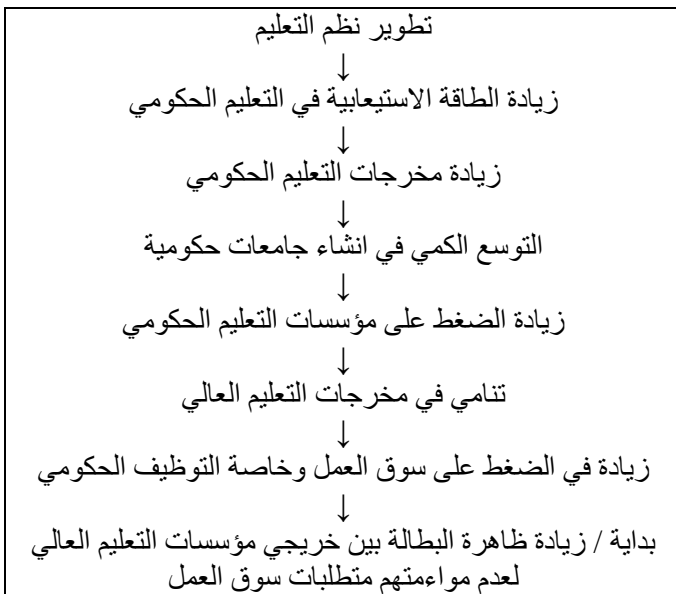 تطوير نظم التعليم
↓
زيادة الطاقة الاستيعابية في التعليم الحكومي
↓
زيادة مخرجات التعليم الحكومي
↓
التوسع الكمي في انشاء جامعات حكومية
↓
زيادة الضغط على مؤسسات التعليم الحكومي
↓
تنامي في مخرجات التعليم العالي
↓
زيادة في الضغط على سوق العمل وخاصة التوظيف الحكومي
↓
بداية / زيادة ظاهرة البطالة بين خريجي مؤسسات التعليم العالي
لعدم مواءمتهم متطلبات سوق العمل